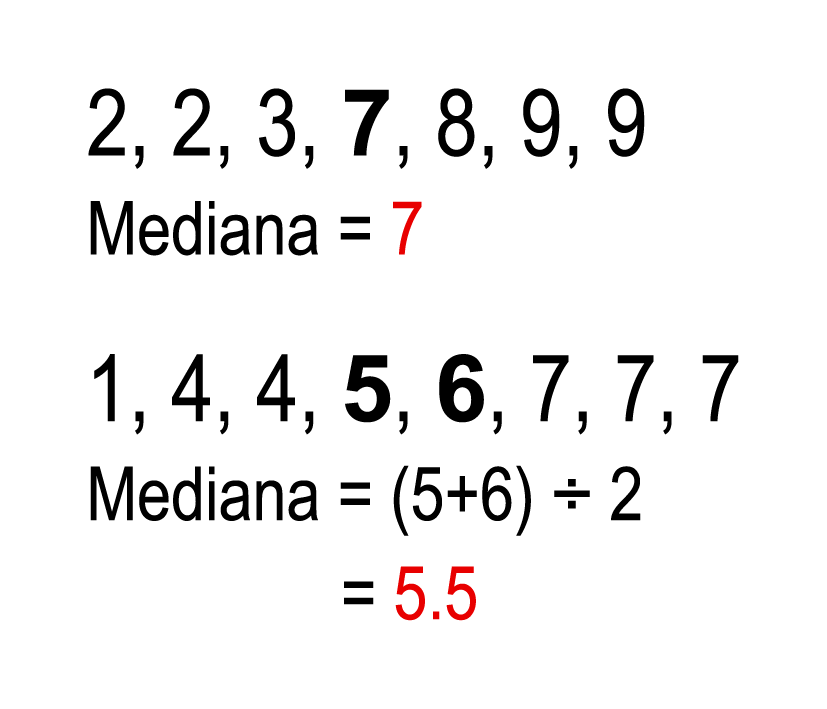 2, 2, 3, 7, 8, 9, 9
Mediana = 7
1, 4, 4, 5, 6, 7, 7, 7
Mediana = (5+6) ÷ 2
= 5.5